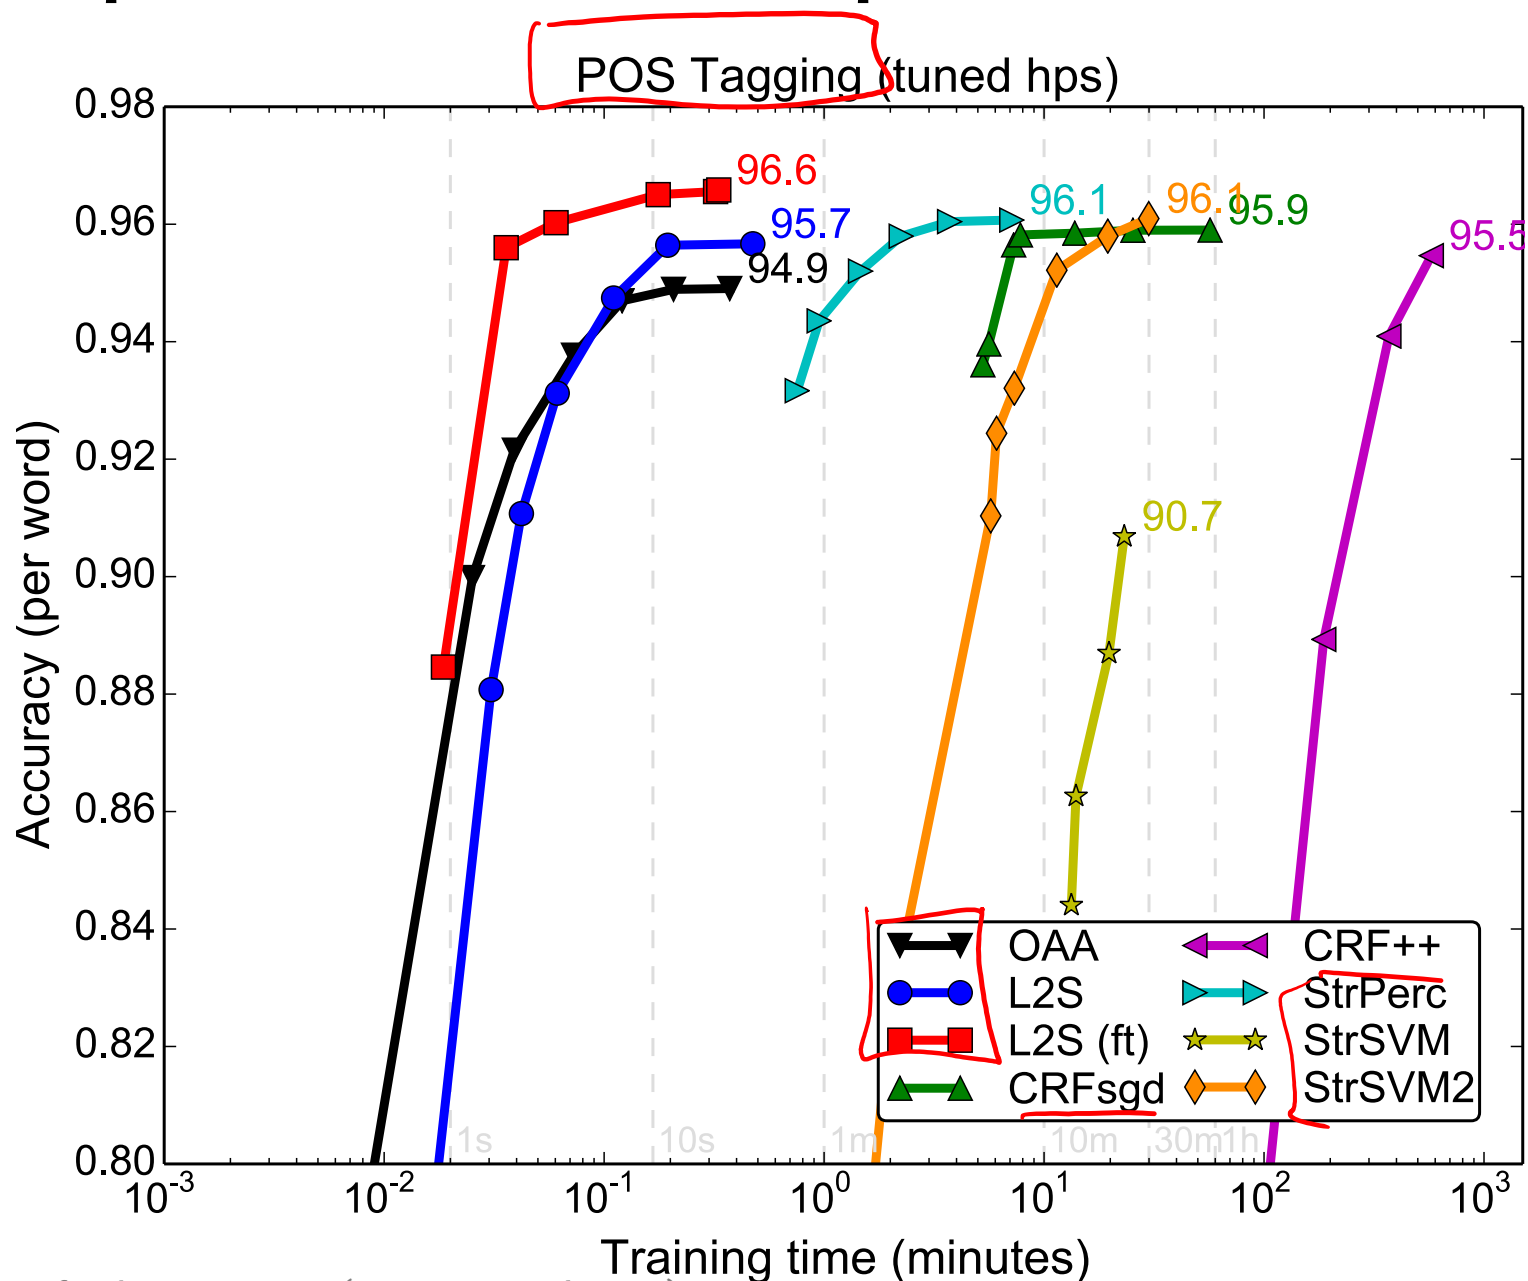 POS Tagging (tuned hps)
0.98
0.96
0.94
0.92
0.90
0.88
0.86
0.84
0.82
0.80
Accuracy (per word)
96.6
95.7
94.9
96.1
96.1
95.9
95.5
90.7
OAA
L2S
L2S (ft)
CRFsgd
CRF++
StrPerc
StrSVM
StrSVM2
1s 10s 1m 10m 30m 1h
10⁻³ 10⁻² 10⁻¹ 10⁰ 10¹ 10² 10³
Training time (minutes)